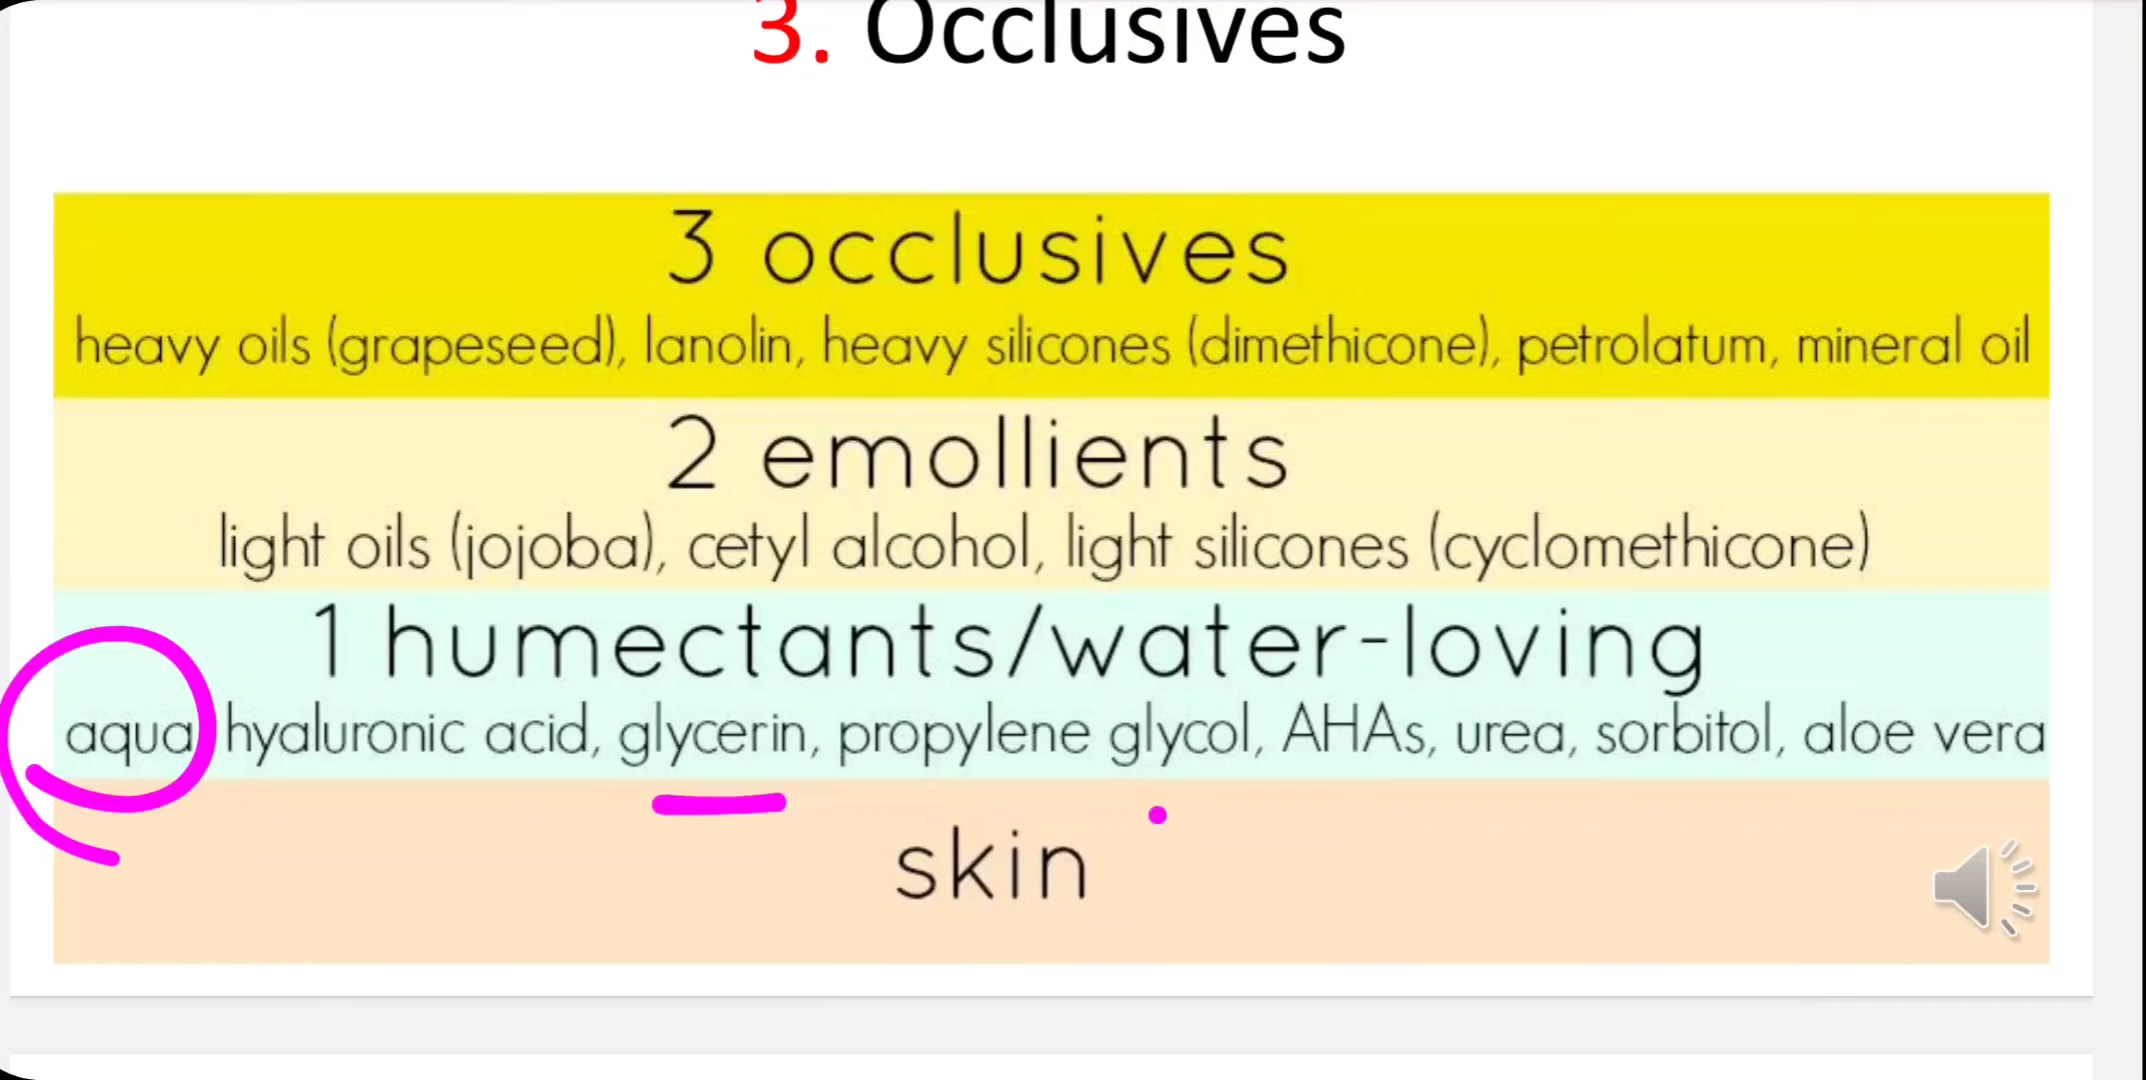 3. Occlusives
3 occlusives
heavy oils (grapeseed), lanolin, heavy silicones (dimethicone), petrolatum, mineral oil
2 emollients
light oils (jojoba), cetyl alcohol, light silicones (cyclomethicone)
1 humectants/water-loving
aqua hyaluronic acid, glycerin, propylene glycol, AHAs, urea, sorbitol, aloe vera
skin